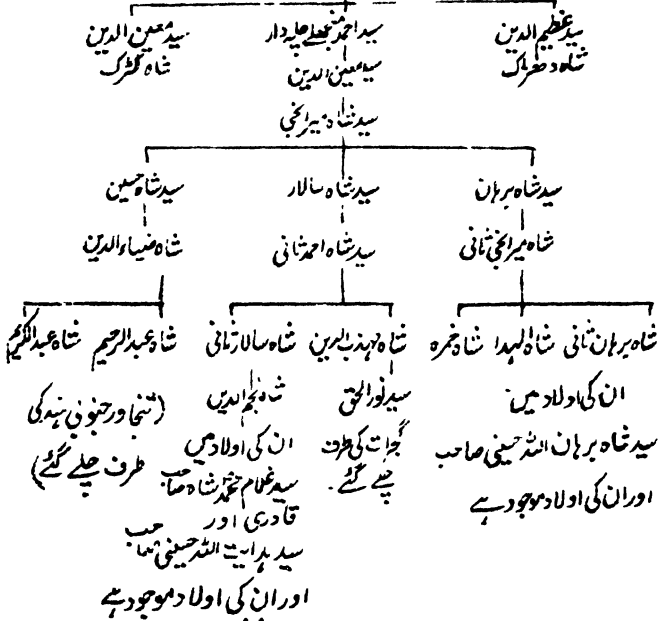 سید عظیم الدین    سید احمد منجھلے چلہ دار    سید معین الدین
شاہ دھڑک    شاہ کڑک
سید معین الدین
سید شاہ میرانجی
سید شاہ برہان    سید شاہ سالار    سید شاہ حسین
شاہ میرانجی ثانی    سید شاہ احمد ثانی    شاہ ضیاء الدین
شاہ برہان ثانی    شاہ الہدا    شاہ خمزہ    شاہ مہذب الدین    شاہ سالار ثانی    شاہ عبدالرحیم    شاہ عبدالکریم
ان کی اولاد میں
سید شاہ برہان اللہ حسینی صاحب
اور ان کی اولاد موجود ہے
سید نور الحق
گجرات کی طرف
چلے گئے۔
شاہ نجم الدین
ان کی اولاد میں
سید غلام محمد شاہ صاحب
قادری اور
سید ہدایت اللہ حسینی صاحب
اور ان کی اولاد موجود ہے
(تنجاور جنوبی ہند کی
طرف چلے گئے)